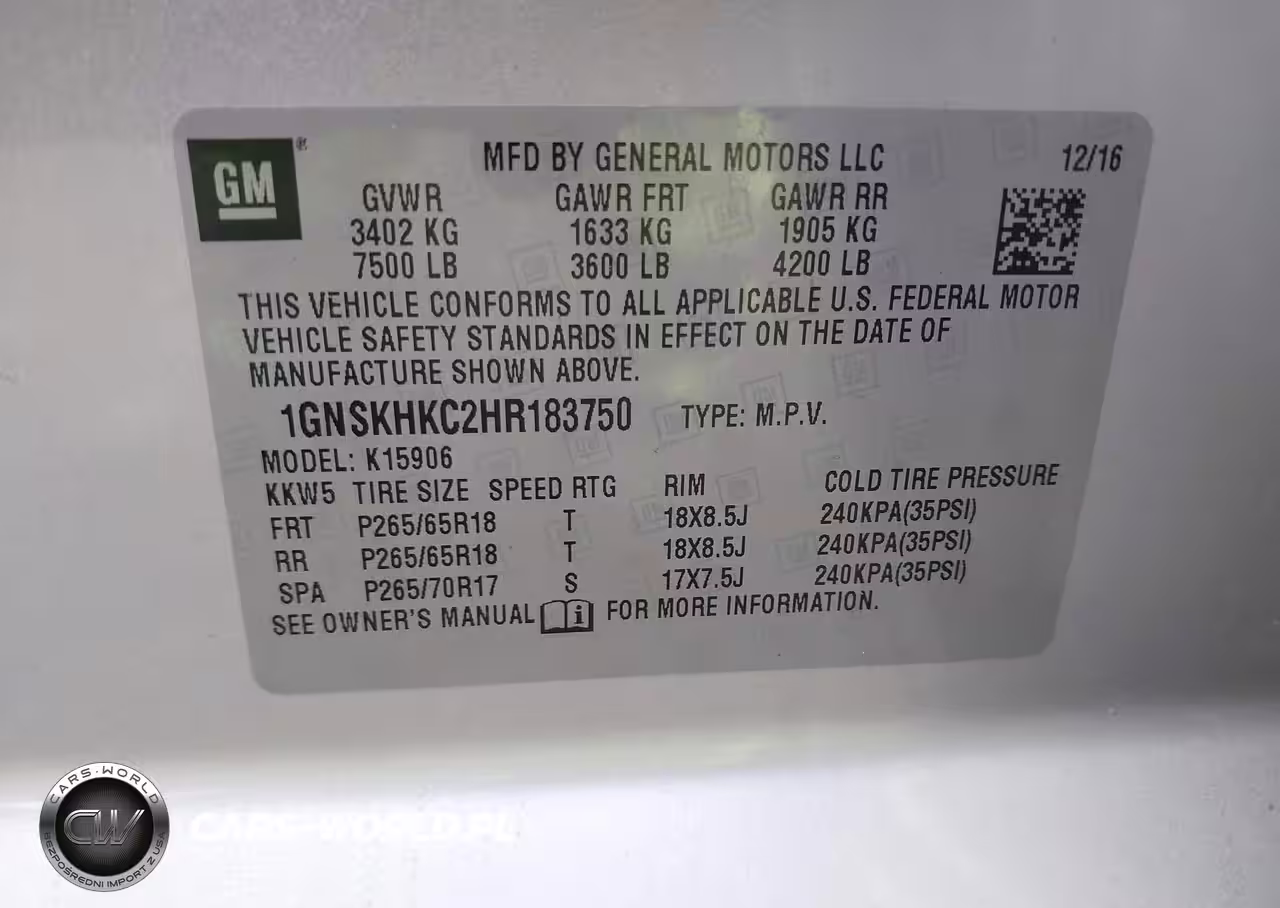 GM®
MFD BY GENERAL MOTORS LLC 12/16
GVWR GAWR FRT GAWR RR
3402 KG 1633 KG 1905 KG
7500 LB 3600 LB 4200 LB
THIS VEHICLE CONFORMS TO ALL APPLICABLE U.S. FEDERAL MOTOR
VEHICLE SAFETY STANDARDS IN EFFECT ON THE DATE OF
MANUFACTURE SHOWN ABOVE.
1GNSKHKC2HR183750 TYPE: M.P.V.
MODEL: K15906
KKW5 TIRE SIZE SPEED RTG RIM COLD TIRE PRESSURE
FRT P265/65R18 T 18X8.5J 240KPA(35PSI)
RR P265/65R18 T 18X8.5J 240KPA(35PSI)
SPA P265/70R17 S 17X7.5J 240KPA(35PSI)
SEE OWNER'S MANUAL i FOR MORE INFORMATION.
CARS-WORLD
CW
BEZPOŚREDNI IMPORT Z USA
CARS-WORLD.PL